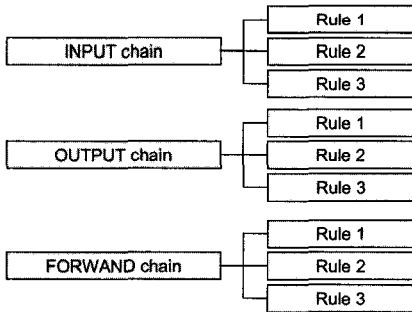 Rule 1
INPUT chain
Rule 2
Rule 3
Rule 1
OUTPUT chain
Rule 2
Rule 3
Rule 1
FORWAND chain
Rule 2
Rule 3